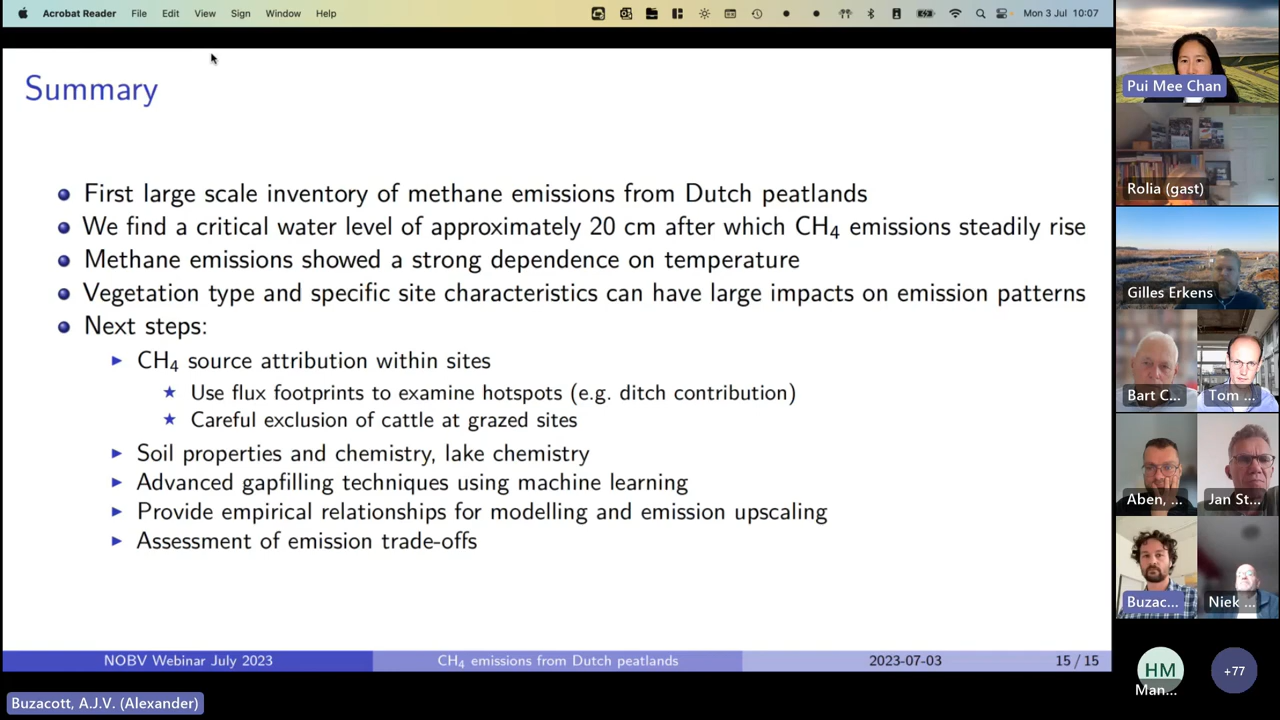 Acrobat Reader File Edit View Sign Window Help Mon 3 Jul 10:07
Summary
First large scale inventory of methane emissions from Dutch peatlands
We find a critical water level of approximately 20 cm after which CH₄ emissions steadily rise
Methane emissions showed a strong dependence on temperature
Vegetation type and specific site characteristics can have large impacts on emission patterns
Next steps:
CH₄ source attribution within sites
Use flux footprints to examine hotspots (e.g. ditch contribution)
Careful exclusion of cattle at grazed sites
Soil properties and chemistry, lake chemistry
Advanced gapfilling techniques using machine learning
Provide empirical relationships for modelling and emission upscaling
Assessment of emission trade-offs
NOBV Webinar July 2023 CH₄ emissions from Dutch peatlands 2023-07-03 15 / 15
Buzacott, A.J.V. (Alexander)
Pui Mee Chan
Rolia (gast)
Gilles Erkens
Bart C... Tom ...
Aben, ... Jan St...
Buzac... Niek ...
HM +77
Man...